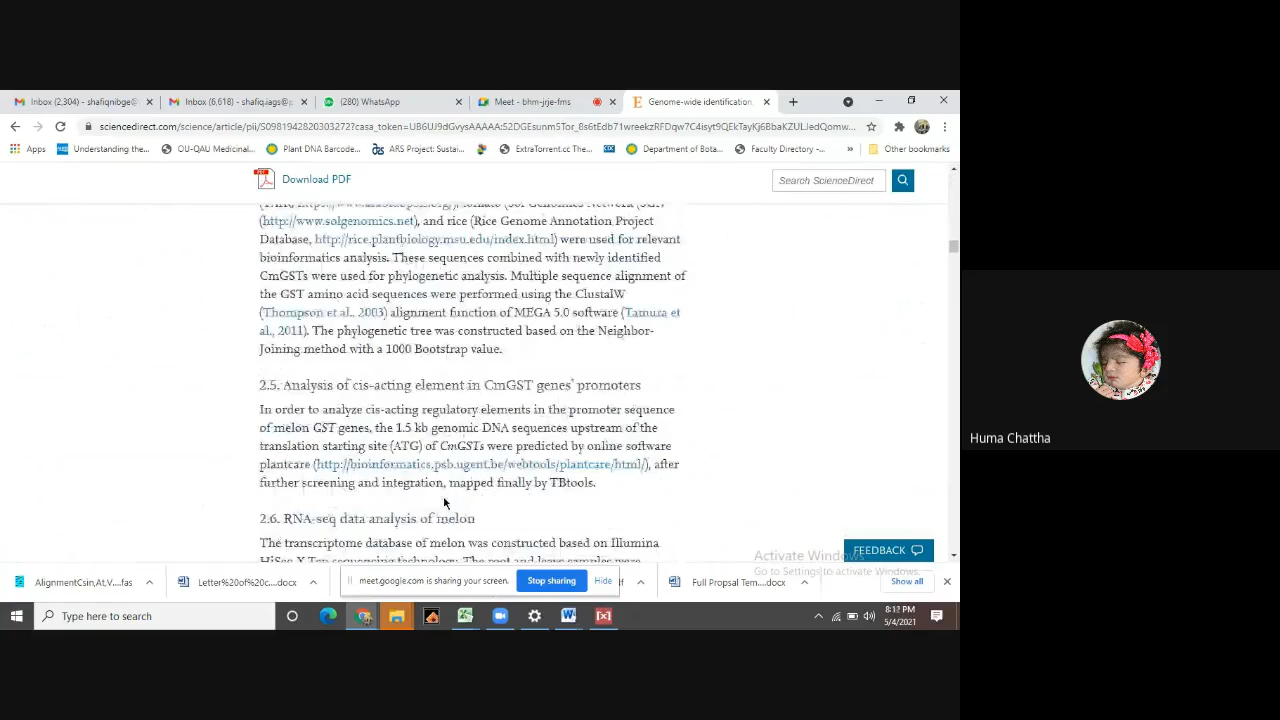 Inbox (2,304) - shafiqnibge@
Inbox (6,618) - shafiq.iags@p
(280) WhatsApp
Meet - bhm-jrje-fms
Genome-wide identification
Apps
Understanding the...
OU-QAU Medicinal...
Plant DNA Barcode...
ARS Project: Sustai...
ExtraTorrent.cc The...
Department of Bota...
Faculty Directory -...
Other bookmarks
Download PDF
Search ScienceDirect
(http://www.solgenomics.net), and rice (Rice Genome Annotation Project
Database, http://rice.plantbiology.msu.edu/index.html) were used for relevant
bioinformatics analysis. These sequences combined with newly identified
CmGSTs were used for phylogenetic analysis. Multiple sequence alignment of
the GST amino acid sequences were performed using the ClustalW
(Thompson et al., 2003) alignment function of MEGA 5.0 software (Tamura et
al., 2011). The phylogenetic tree was constructed based on the Neighbor-
Joining method with a 1000 Bootstrap value.
2.5. Analysis of cis-acting element in CmGST genes' promoters
In order to analyze cis-acting regulatory elements in the promoter sequence
of melon GST genes, the 1.5 kb genomic DNA sequences upstream of the
translation starting site (ATG) of CmGSTs were predicted by online software
plantcare (http://bioinformatics.psb.ugent.be/webtools/plantcare/html/), after
further screening and integration, mapped finally by TBtools.
2.6. RNA-seq data analysis of melon
The transcriptome database of melon was constructed based on Illumina
HiSeq X Ten sequencing technology. The root and leave samples were
FEEDBACK
Activate Windows
Go to Settings to activate Windows.
AlignmentCsin,At,V....fas
Letter%20of%20c....docx
meet.google.com is sharing your screen.
Stop sharing
Hide
Full Propsal Tem....docx
Show all
Type here to search
8:12 PM
5/4/2021
Huma Chattha